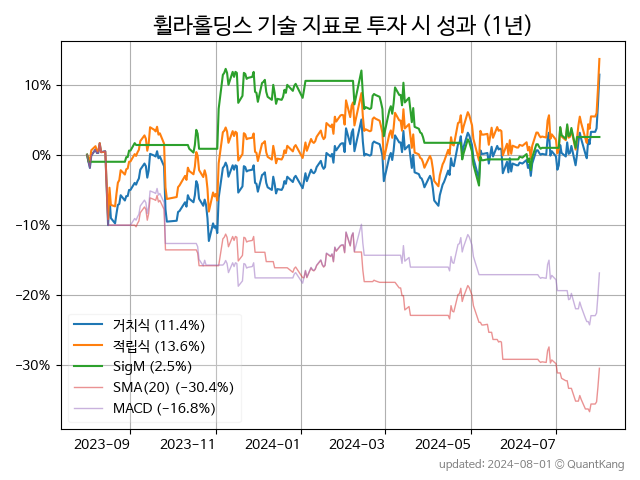 휠라홀딩스 기술 지표로 투자 시 성과 (1년)
10%
0%
−10%
−20%
−30%
거치식 (11.4%)
적립식 (13.6%)
SigM (2.5%)
SMA(20) (−30.4%)
MACD (−16.8%)
2023-09 2023-11 2024-01 2024-03 2024-05 2024-07
updated: 2024-08-01 © QuantKang